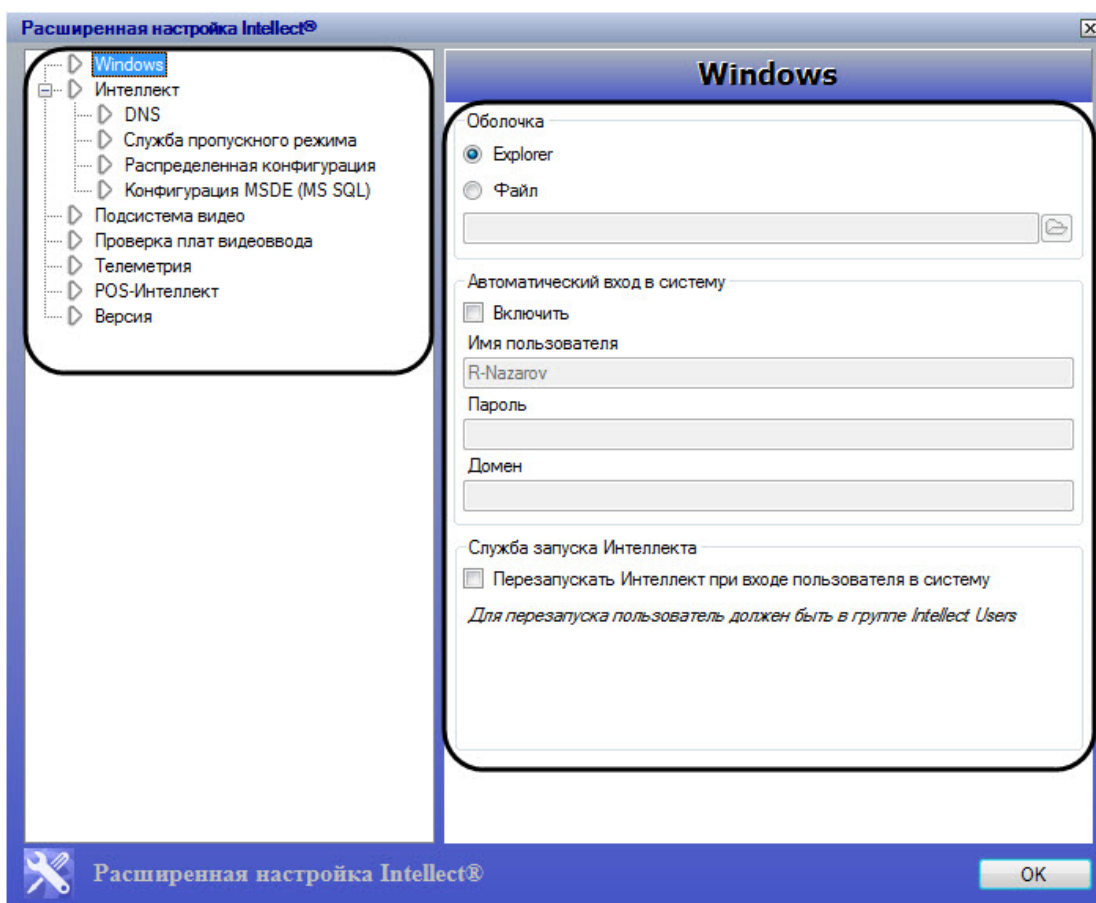 Расширенная настройка Intellect®
Windows
Интеллект
DNS
Служба пропускного режима
Распределенная конфигурация
Конфигурация MSDE (MS SQL)
Подсистема видео
Проверка плат видеоввода
Телеметрия
POS-Интеллект
Версия
Windows
Оболочка
Explorer
Файл
Автоматический вход в систему
Включить
Имя пользователя
R-Nazarov
Пароль
Домен
Служба запуска Интеллекта
Перезапускать Интеллект при входе пользователя в систему
Для перезапуска пользователь должен быть в группе Intellect Users
Расширенная настройка Intellect®
OK